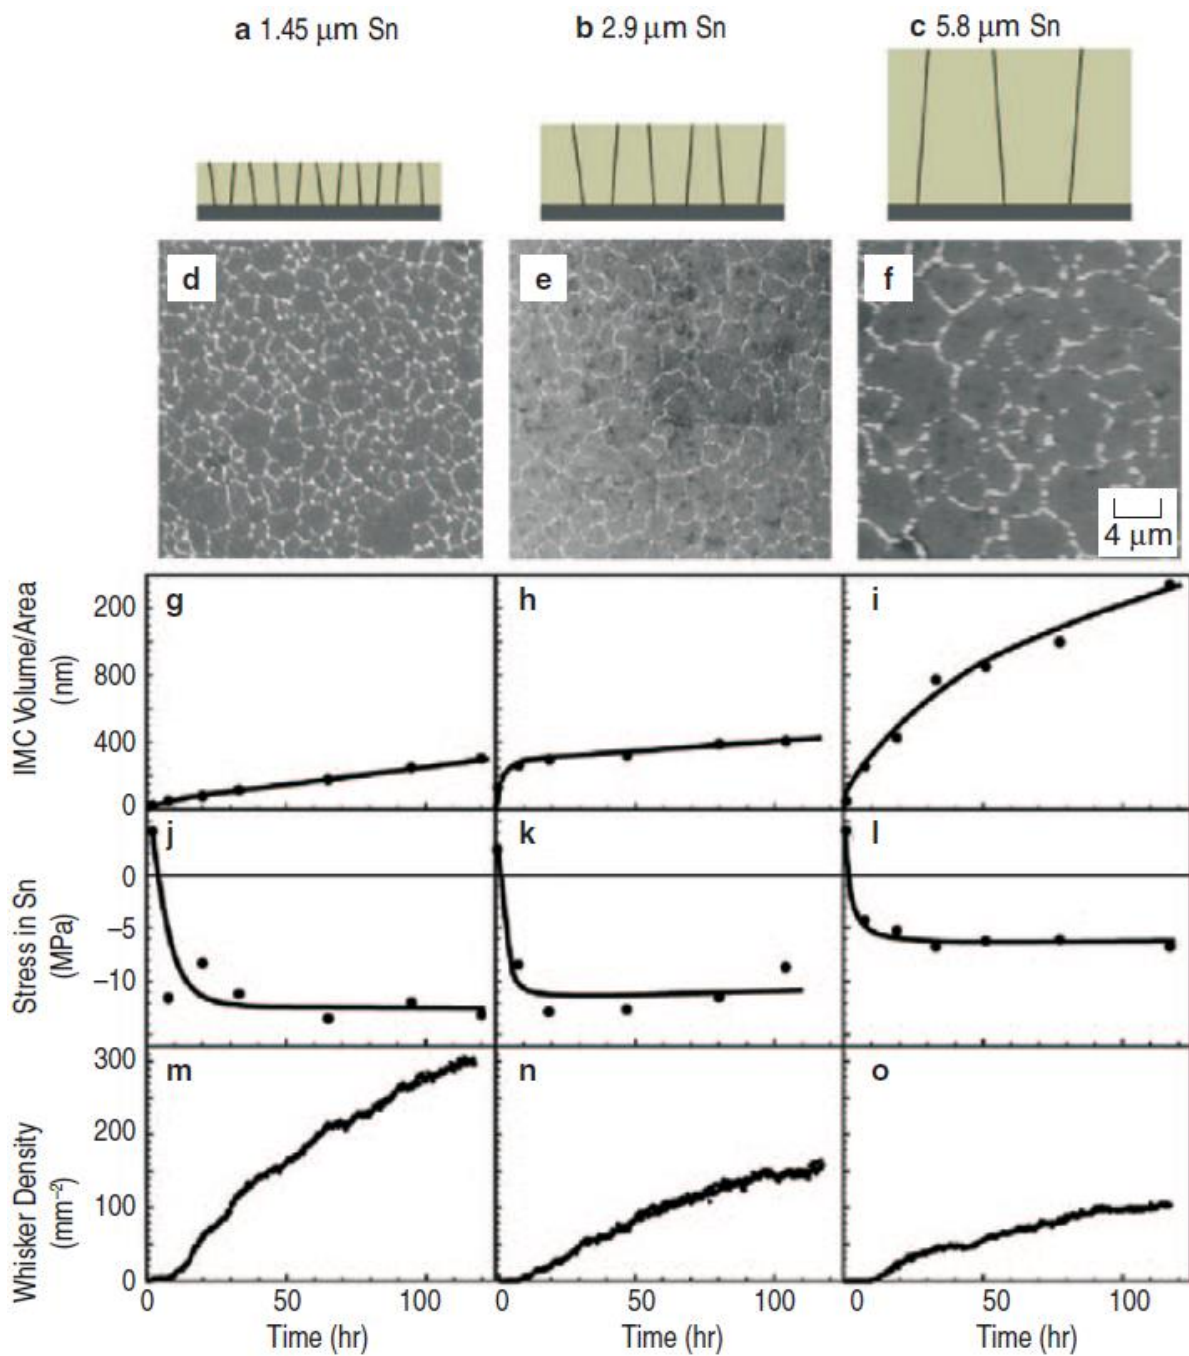 a 1.45 μm Sn
b 2.9 μm Sn
c 5.8 μm Sn
d
e
f
4 μm
g
h
i
IMC Volume/Area
(nm)
200
800
400
0
j
k
l
Stress in Sn
(MPa)
0
–5
–10
m
n
o
Whisker Density
(mm⁻²)
300
200
100
0
0 50 100
0 50 100
0 50 100
Time (hr)
Time (hr)
Time (hr)